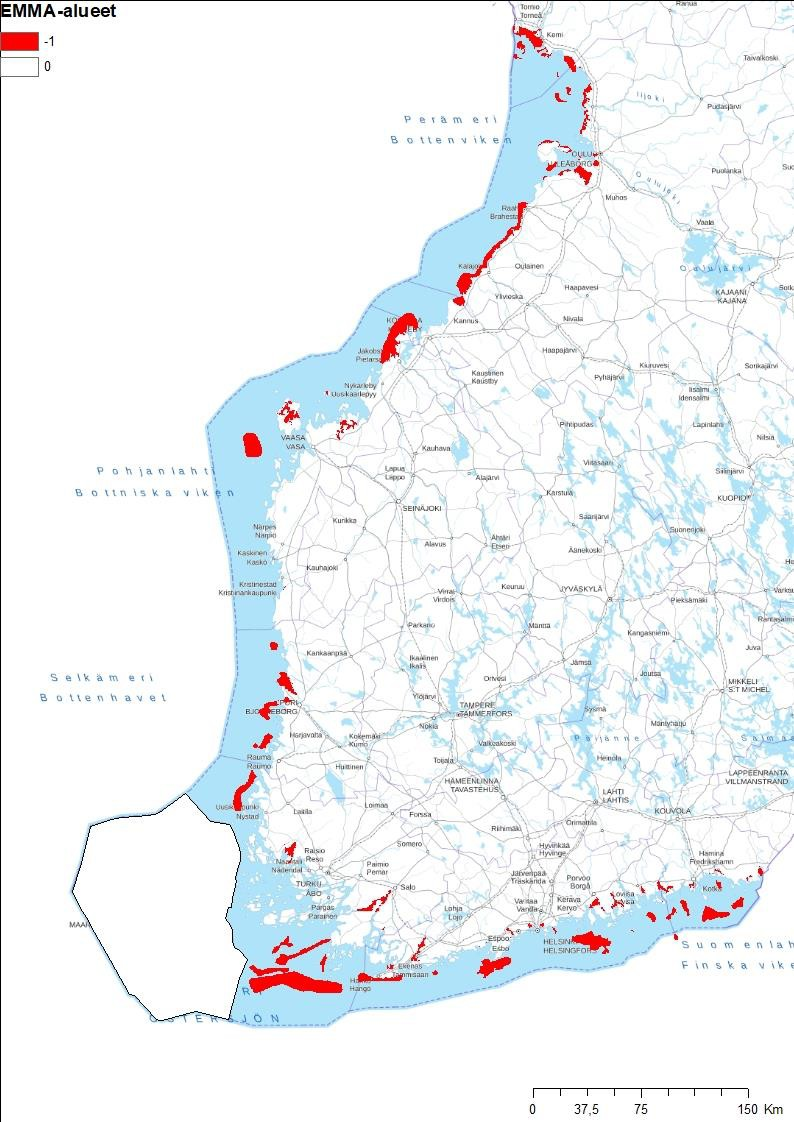 EMMA-alueet
-1
0
Ranua
Tornio
Torneå
Kemi
Taivalkoski
Iijoki
Pudasjärvi
Perämeri
Bottenviken
OULU
ULEÅBORG
Puolanka
Oulujoki
Muhos
Raahe
Brahestad
Vaala
Kalajoki
Oulainen
Oulujärvi
Haapavesi
KAJAANI
KAJANA
Ylivieska
Kannus
Nivala
Haapajärvi
Kiuruvesi
Sonkajärvi
Kaustinen
Kaustby
Pyhäjärvi
Iisalmi
Idensalmi
Nykarleby
Uusikaarlepyy
Pihtipudas
Lapinlahti
VAASA
VASA
Nilsiä
Kauhava
Viitasaari
Siilinjärvi
Lapua
Lappo
Alajärvi
Pohjanlahti
Bottniska viken
Karstula
KUOPIO
SEINÄJOKI
Saarijärvi
Kurikka
Suonenjoki
Närpes
Närpiö
Alavus
Ähtäri
Etseri
Äänekoski
Kaskinen
Kaskö
Kauhajoki
Kristinestad
Kristiinankaupunki
Virrat
Virdois
Keuruu
JYVÄSKYLÄ
Pieksämäki
Parkano
Mänttä
Kangasniemi
Kankaanpää
Ikaalinen
Ikalis
Jämsä
Juva
Selkämeri
Bottenhavet
Orivesi
Joutsa
MIKKELI
S:T MICHEL
Ylöjärvi
PORI
BJÖRNEBORG
TAMPERE
TAMMERFORS
Sysmä
Nokia
Mäntyharju
Harjavalta
Kokemäki
Kumo
Valkeakoski
Päijänne
Rauma
Raumo
Huittinen
Toijala
Heinola
HÄMEENLINNA
TAVASTEHUS
LAPPEENRANTA
VILLMANSTRAND
LAHTI
LAHTIS
Uusikaupunki
Nystad
Laitila
Loimaa
Forssa
KOUVOLA
Orimattila
Riihimäki
Somero
Hyvinkää
Hyvinge
Raisio
Reso
Naantali
Nådendal
Hamina
Fredrikshamn
Paimio
Pemar
Järvenpää
Träskända
Porvoo
Borgå
TURKU
ÅBO
Salo
Kotka
Loviisa
Lovisa
Pargas
Parainen
Lohja
Lojo
Vantaa
Vanda
Kerava
Kervo
Espoo
Esbo
HELSINKI
HELSINGFORS
Ekenäs
Tammisaari
Hanko
Hangö
ÖSTERSJÖN
0 37,5 75 150 Km